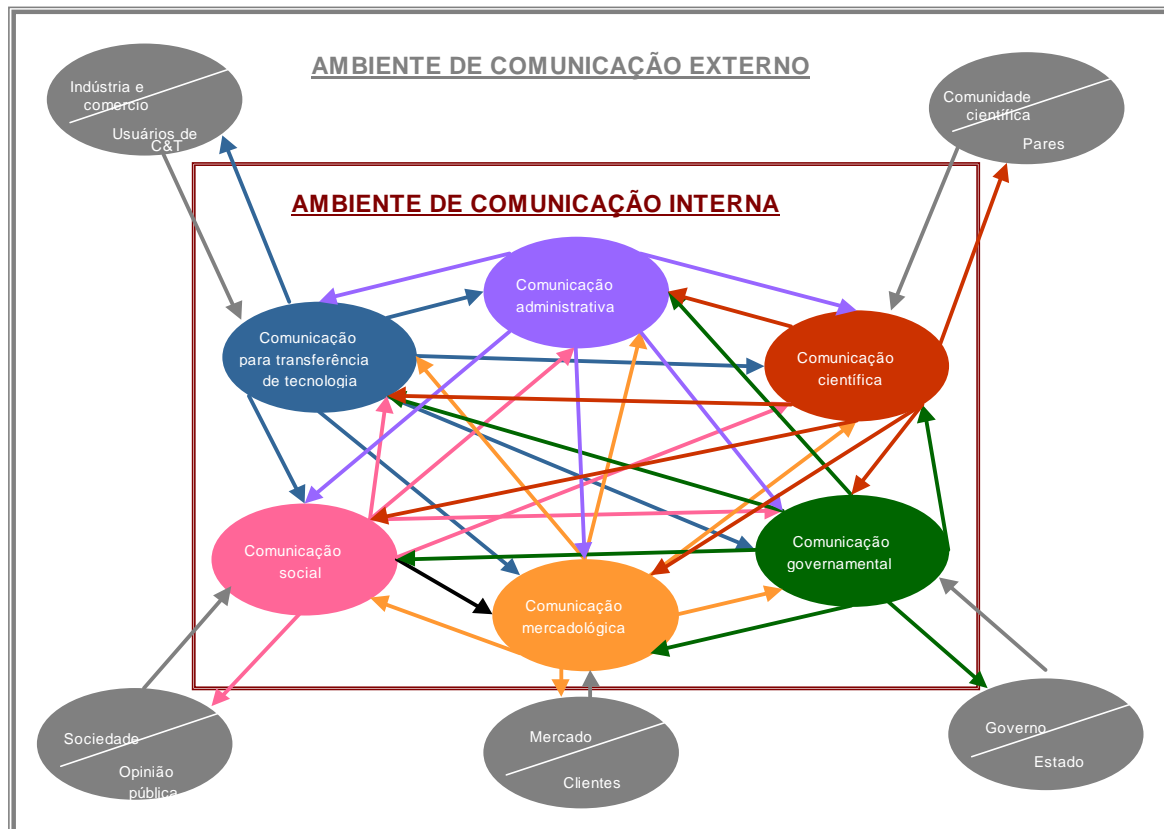 AMBIENTE DE COMUNICAÇÃO EXTERNO
Indústria e
comercio
Usuários de
C&T
Comunidade
científica
Pares
AMBIENTE DE COMUNICAÇÃO INTERNA
Comunicação
administrativa
Comunicação
para transferência
de tecnologia
Comunicação
científica
Comunicação
social
Comunicação
mercadológica
Comunicação
governamental
Sociedade
Opinião
pública
Mercado
Clientes
Governo
Estado